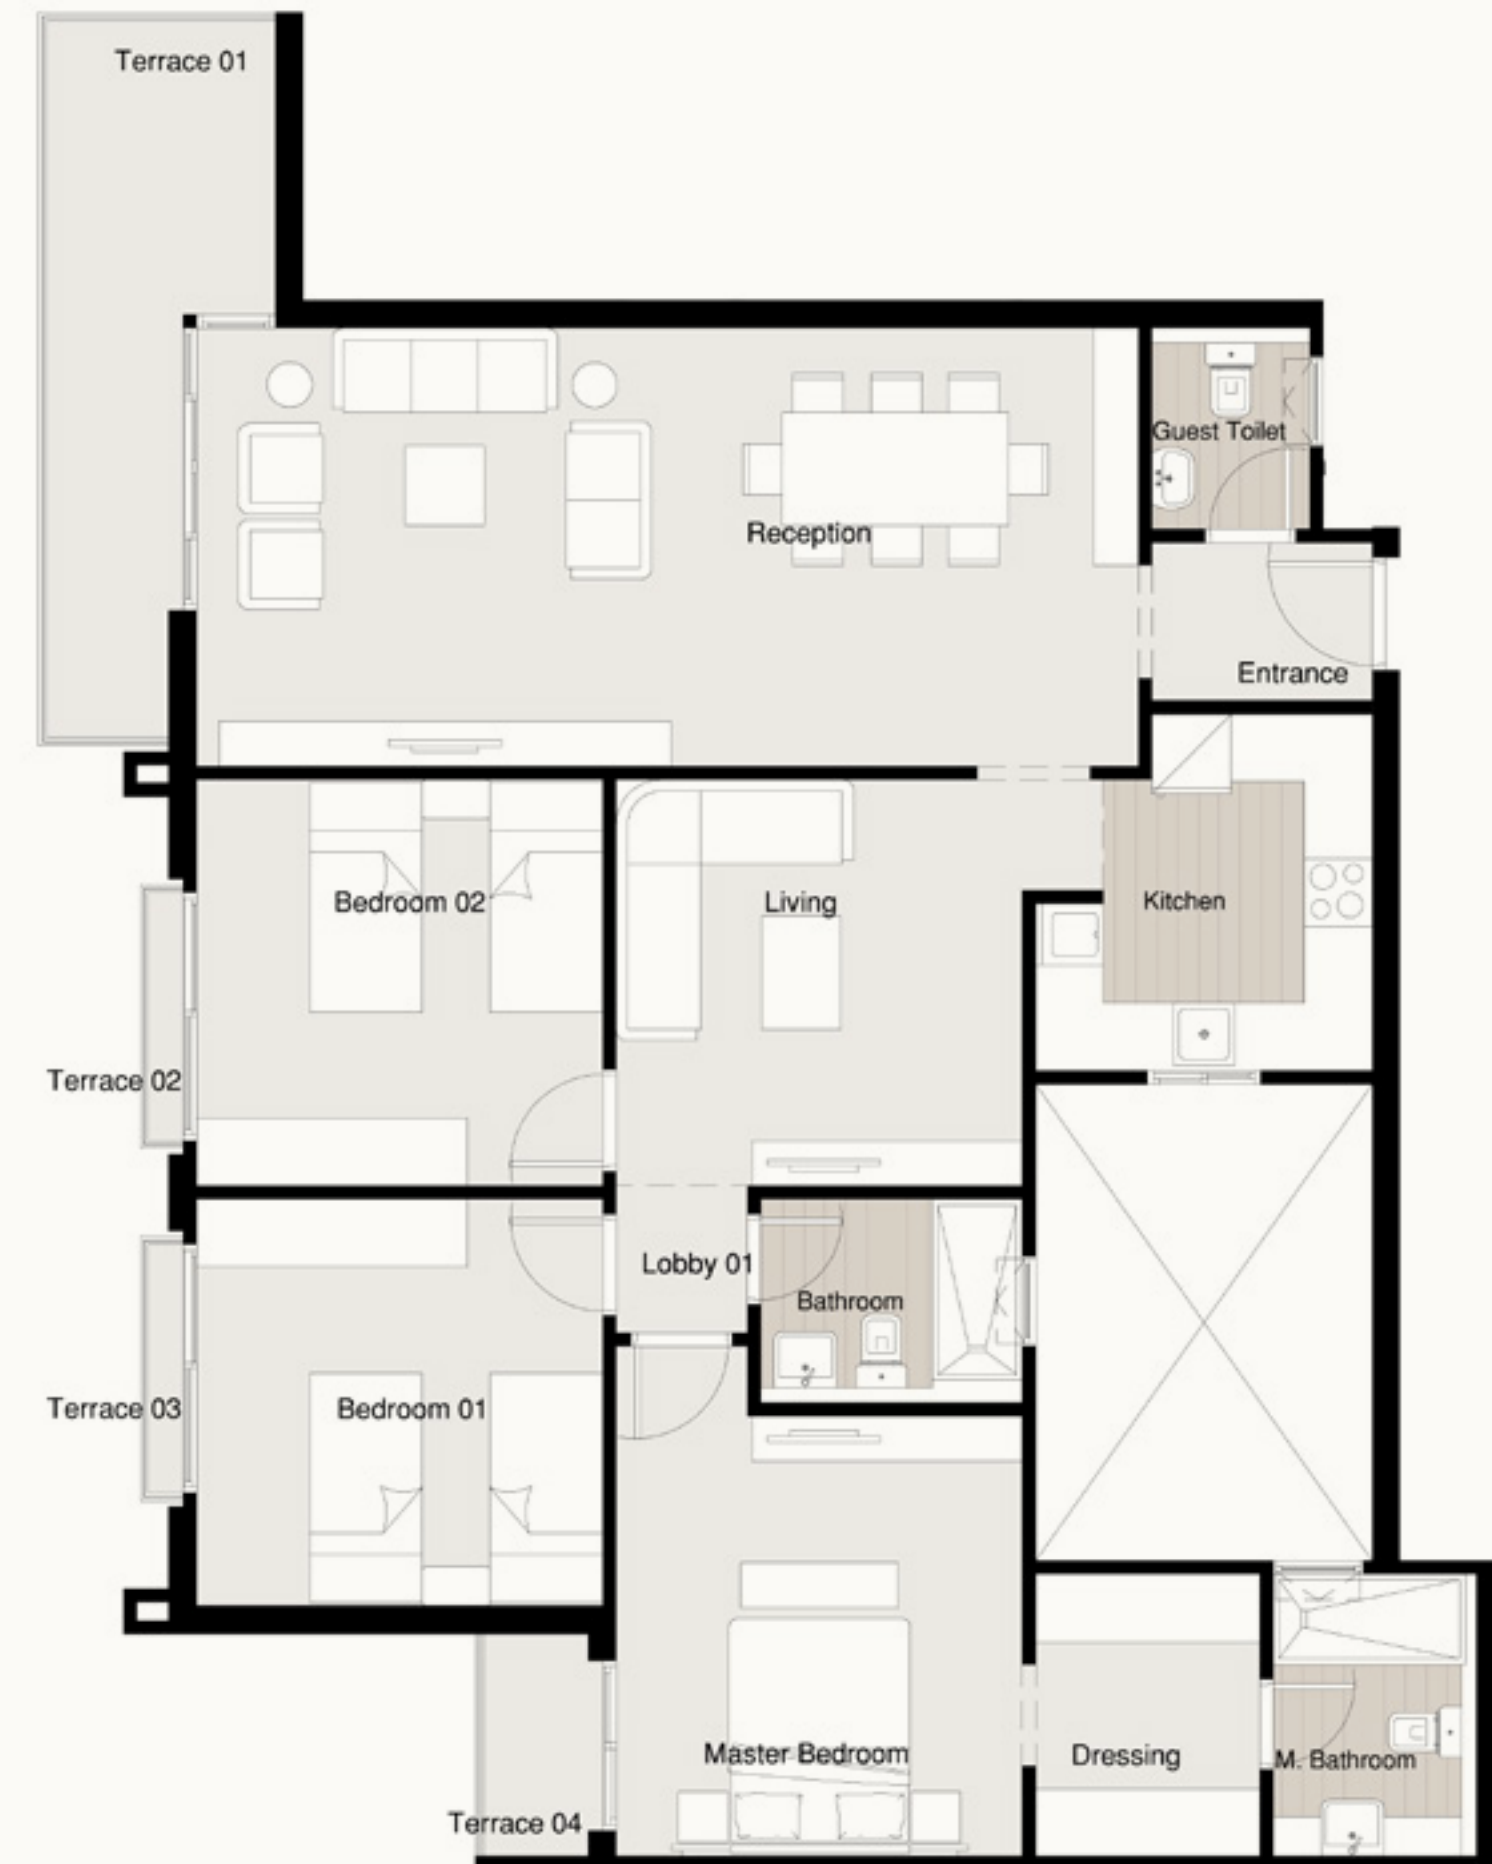 Terrace 01
Guest Toilet
Reception
Entrance
Bedroom 02
Living
Kitchen
Terrace 02
Lobby 01
Bathroom
Terrace 03
Bedroom 01
Master Bedroom
Dressing
M. Bathroom
Terrace 04